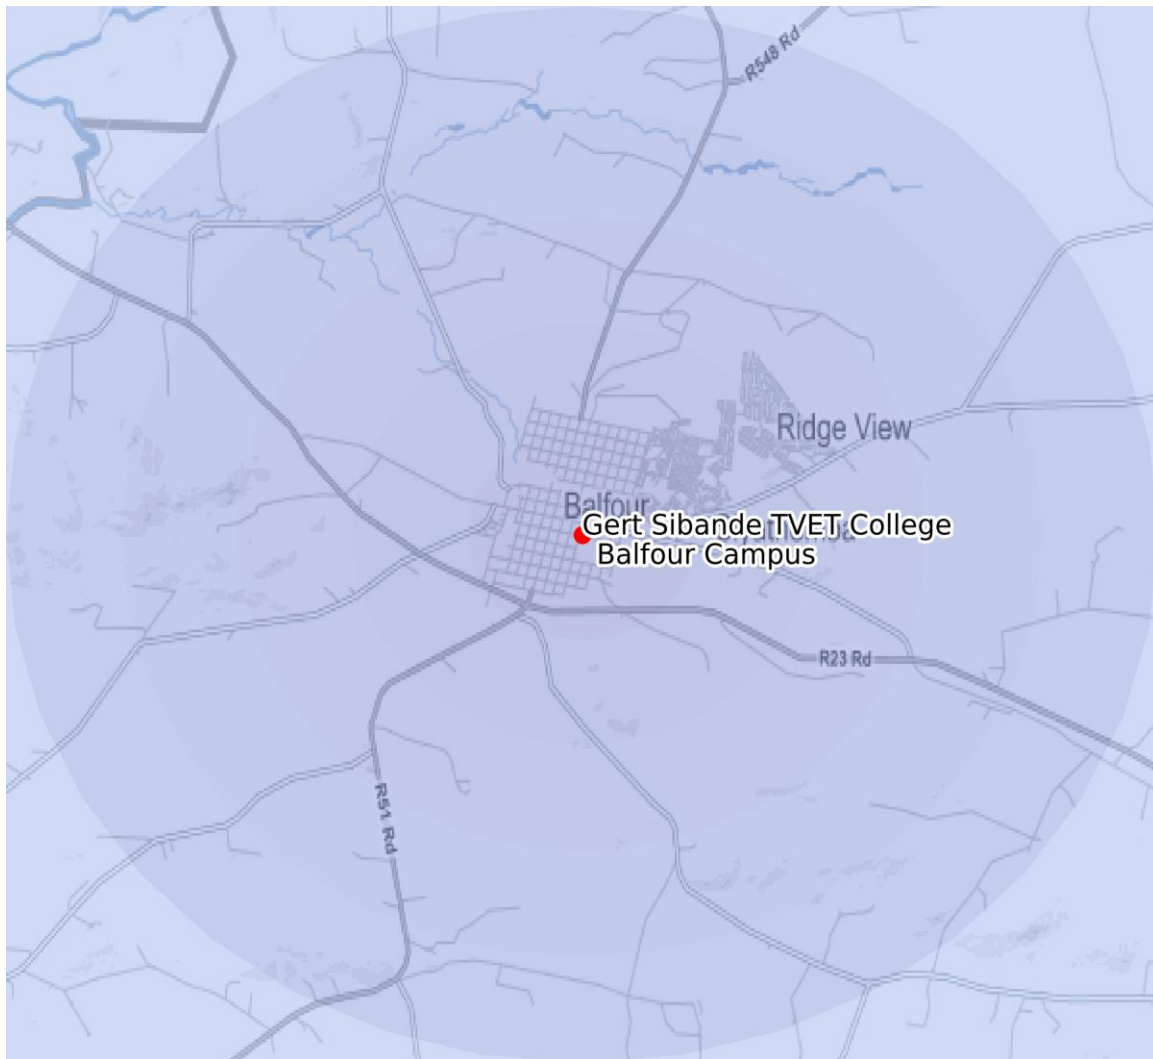 R548 Rd
Ridge View
Balfour
Gert Sibande TVET College
Balfour Campus
R23 Rd
R51 Rd